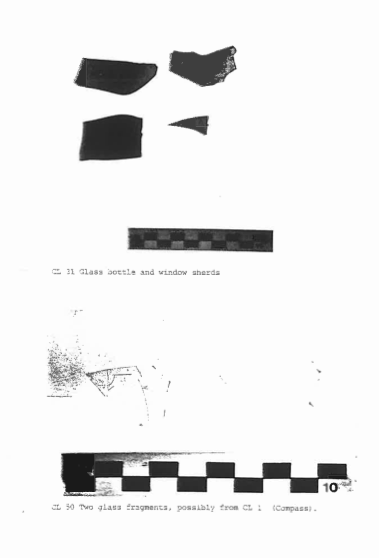 CL 31 Glass bottle and window sherds
10
CL 50 Two glass fragments, possibly from CL 1 (Compass).